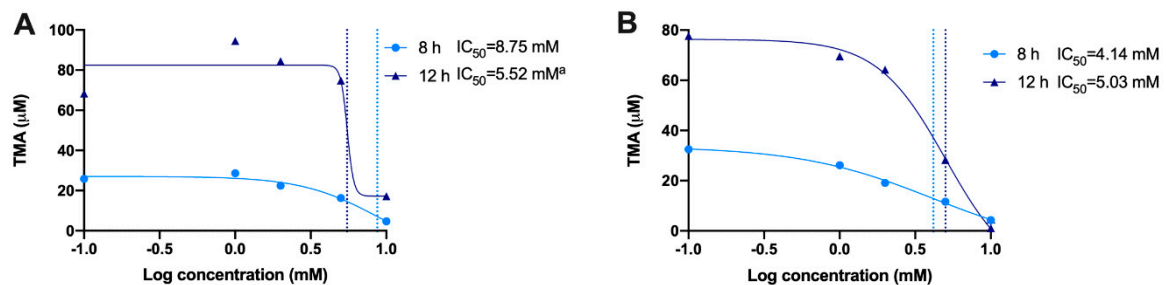 A
TMA (μM)
100
80
60
40
20
0
-1.0 -0.5 0.0 0.5 1.0
Log concentration (mM)
8 h IC50=8.75 mM
12 h IC50=5.52 mMa
B
TMA (μM)
80
60
40
20
0
-1.0 -0.5 0.0 0.5 1.0
Log concentration (mM)
8 h IC50=4.14 mM
12 h IC50=5.03 mM